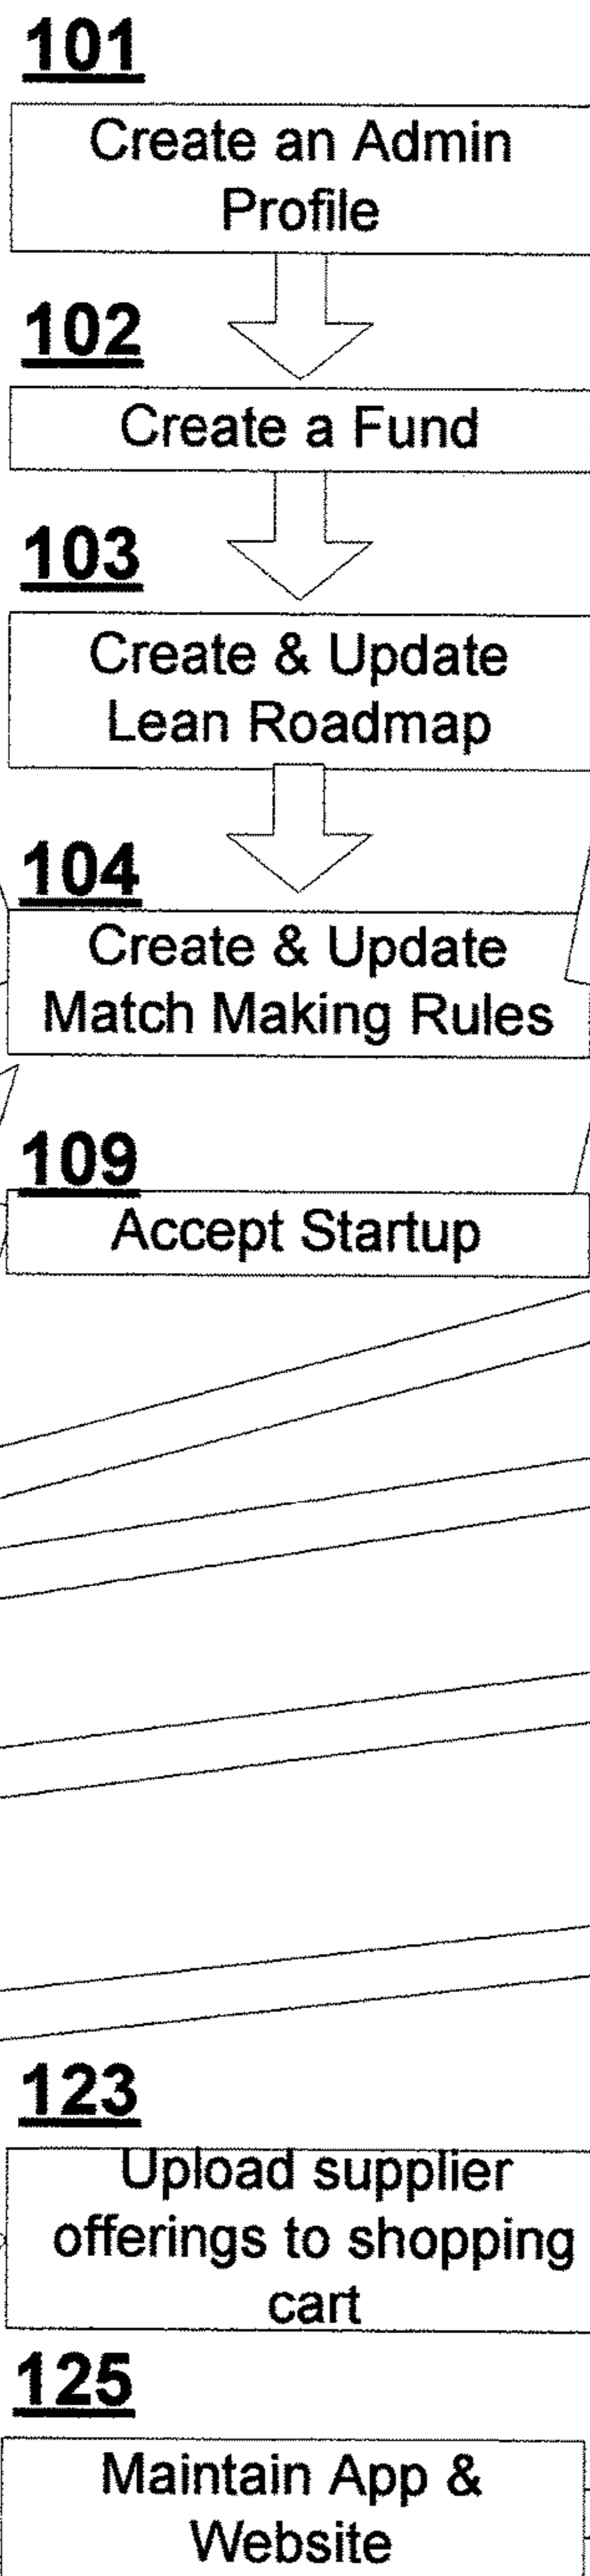 101
Create an Admin
Profile
102
Create a Fund
103
Create & Update
Lean Roadmap
104
Create & Update
Match Making Rules
109
Accept Startup
123
Upload supplier
offerings to shopping
cart
125
Maintain App &
Website